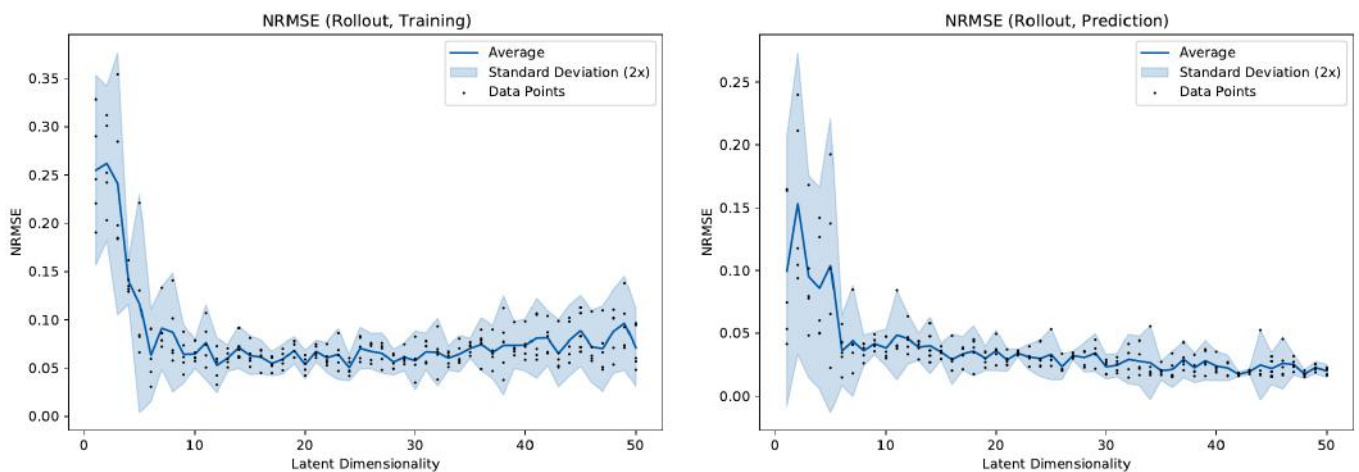 NRMSE (Rollout, Training)
Average
Standard Deviation (2x)
Data Points
NRMSE
0.35
0.30
0.25
0.20
0.15
0.10
0.05
0.00
0
10
20
30
40
50
Latent Dimensionality
NRMSE (Rollout, Prediction)
Average
Standard Deviation (2x)
Data Points
NRMSE
0.25
0.20
0.15
0.10
0.05
0.00
0
10
20
30
40
50
Latent Dimensionality